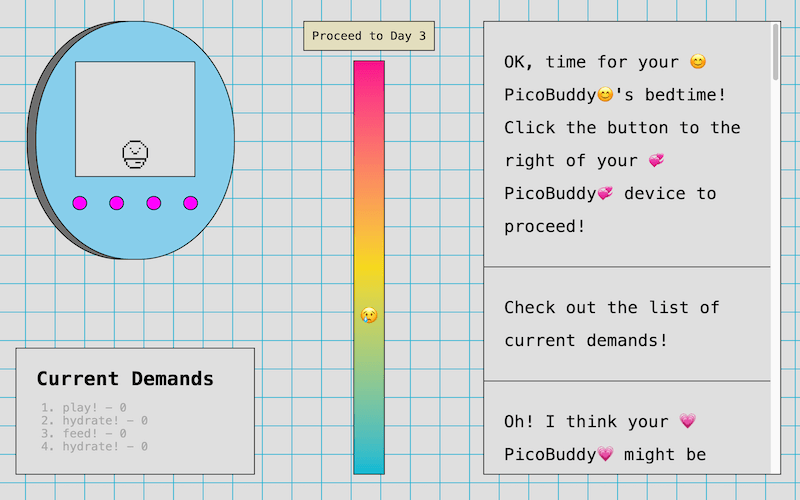 Proceed to Day 3
OK, time for your 😊
PicoBuddy😊's bedtime!
Click the button to the
right of your 💞
PicoBuddy💞 device to
proceed!
Check out the list of
current demands!
Oh! I think your 💗
PicoBuddy💗 might be
Current Demands
1. play! - 0
2. hydrate! - 0
3. feed! - 0
4. hydrate! - 0